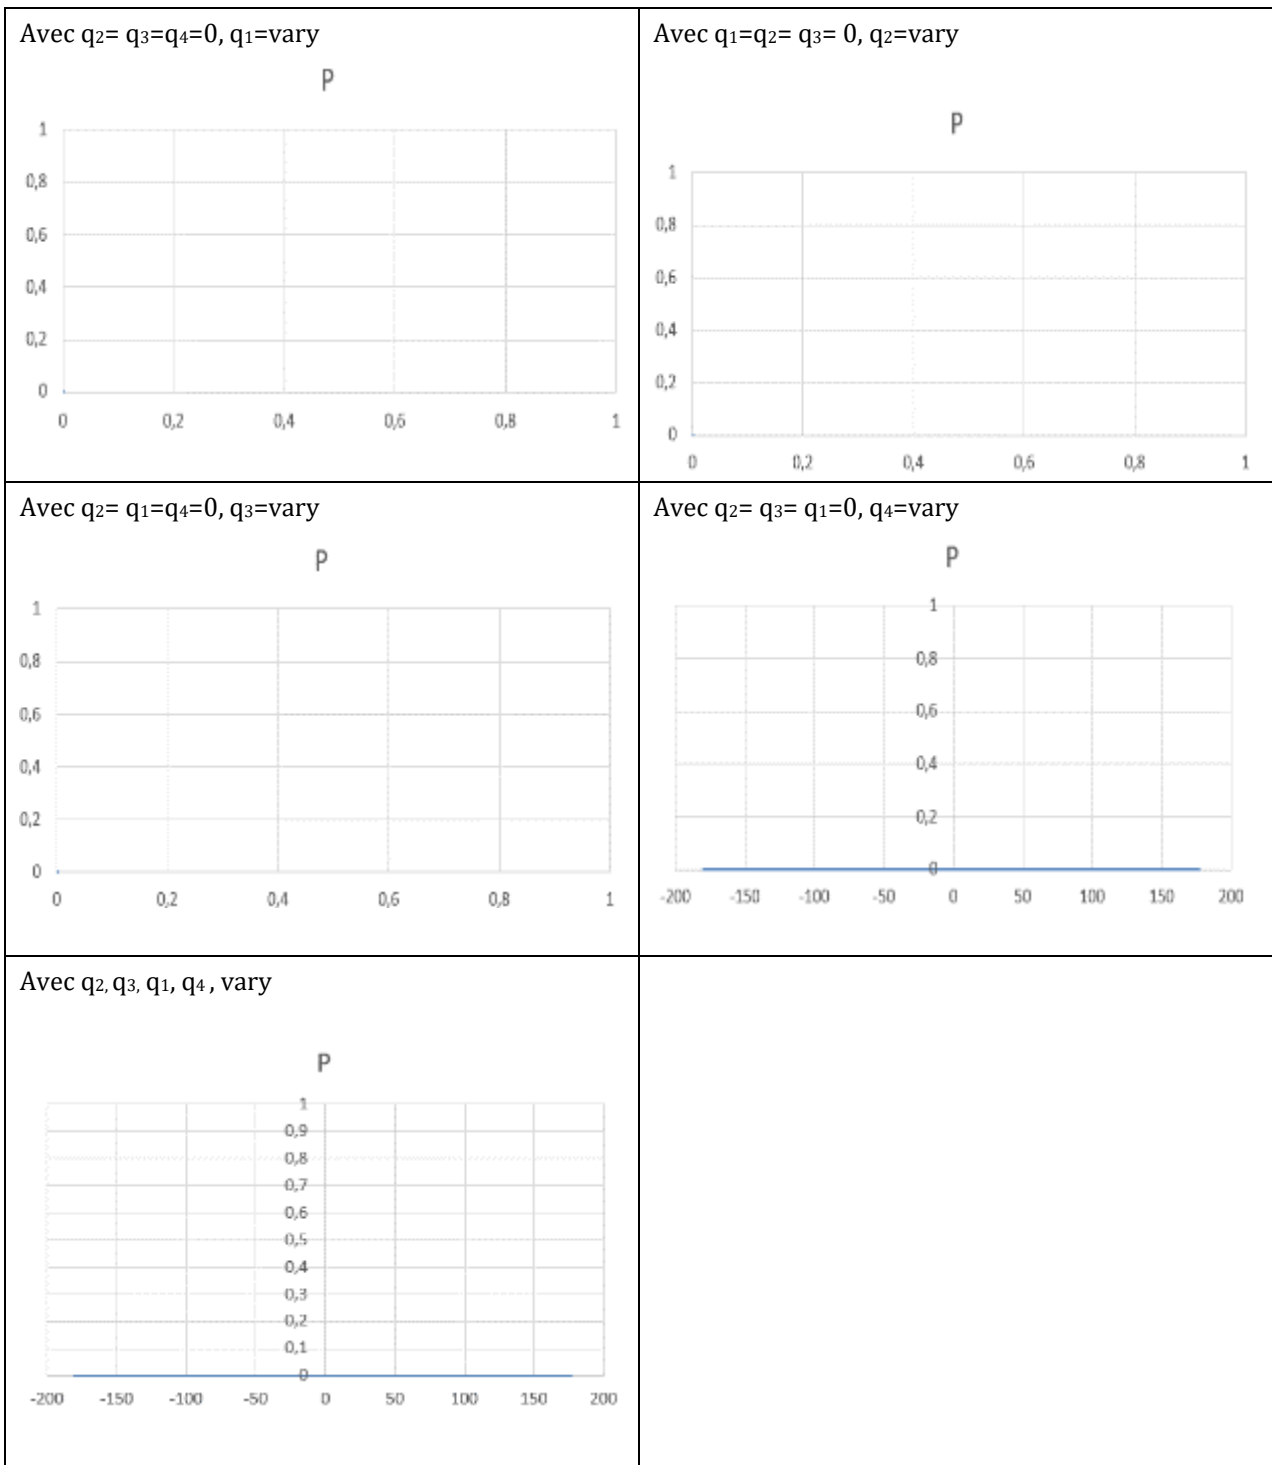 Avec q2= q3=q4=0, q1=vary
P
1
0,8
0,6
0,4
0,2
0
0 0,2 0,4 0,6 0,8 1
Avec q1=q2= q3= 0, q2=vary
P
1
0,8
0,6
0,4
0,2
0
0 0,2 0,4 0,6 0,8 1
Avec q2= q1=q4=0, q3=vary
P
1
0,8
0,6
0,4
0,2
0
0 0,2 0,4 0,6 0,8 1
Avec q2= q3= q1=0, q4=vary
P
1
0,8
0,6
0,4
0,2
0
-200 -150 -100 -50 0 50 100 150 200
Avec q2, q3, q1, q4 , vary
P
1
0,9
0,8
0,7
0,6
0,5
0,4
0,3
0,2
0,1
0
-200 -150 -100 -50 0 50 100 150 200